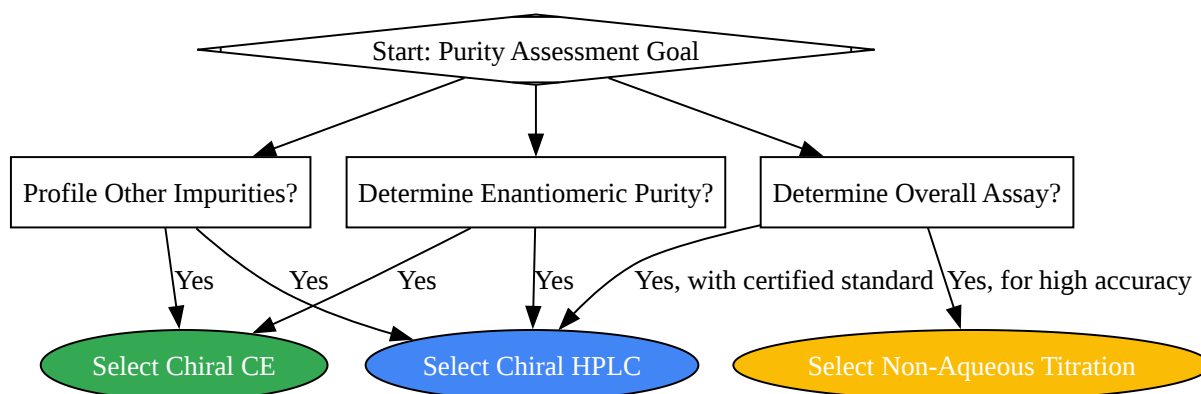 Start: Purity Assessment Goal
Profile Other Impurities?
Determine Enantiomeric Purity?
Determine Overall Assay?
Yes
Yes
Yes
Yes
Yes, with certified standard
Yes, for high accuracy
Select Chiral CE
Select Chiral HPLC
Select Non-Aqueous Titration